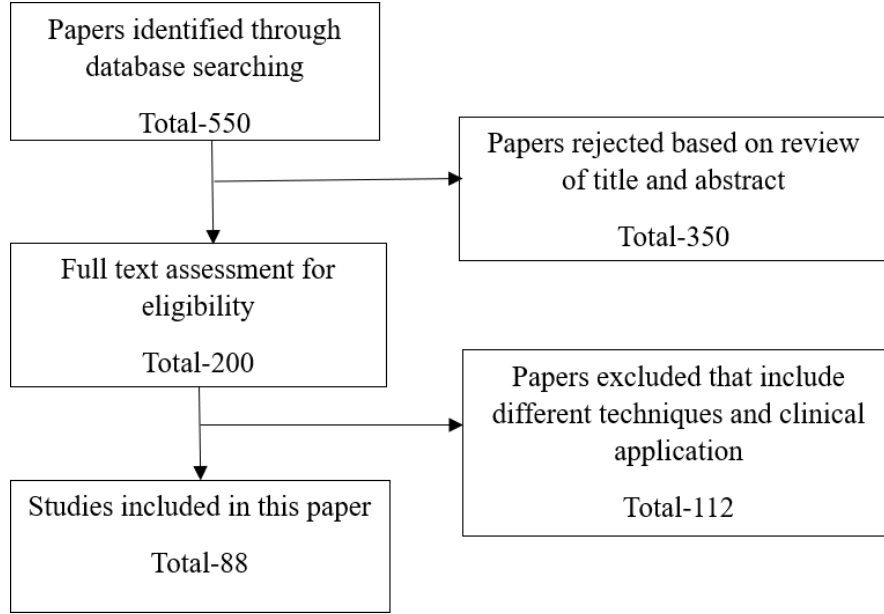 Papers identified through
database searching
Total-550
Papers rejected based on review
of title and abstract
Total-350
Full text assessment for
eligibility
Total-200
Papers excluded that include
different techniques and clinical
application
Total-112
Studies included in this paper
Total-88